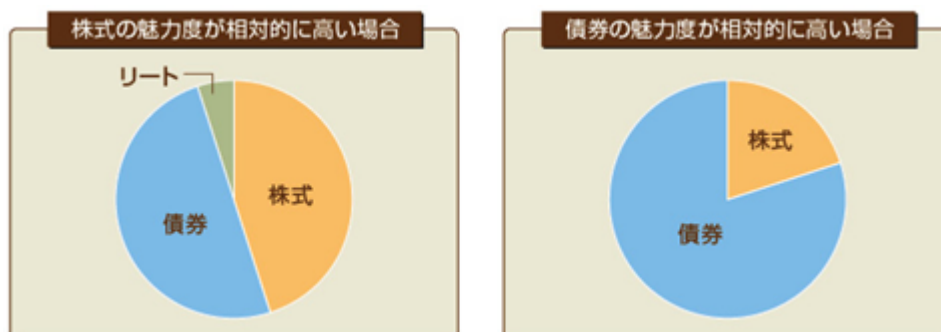 株式の魅力度が相対的に高い場合
リート
株式
債券
債券の魅力度が相対的に高い場合
株式
債券